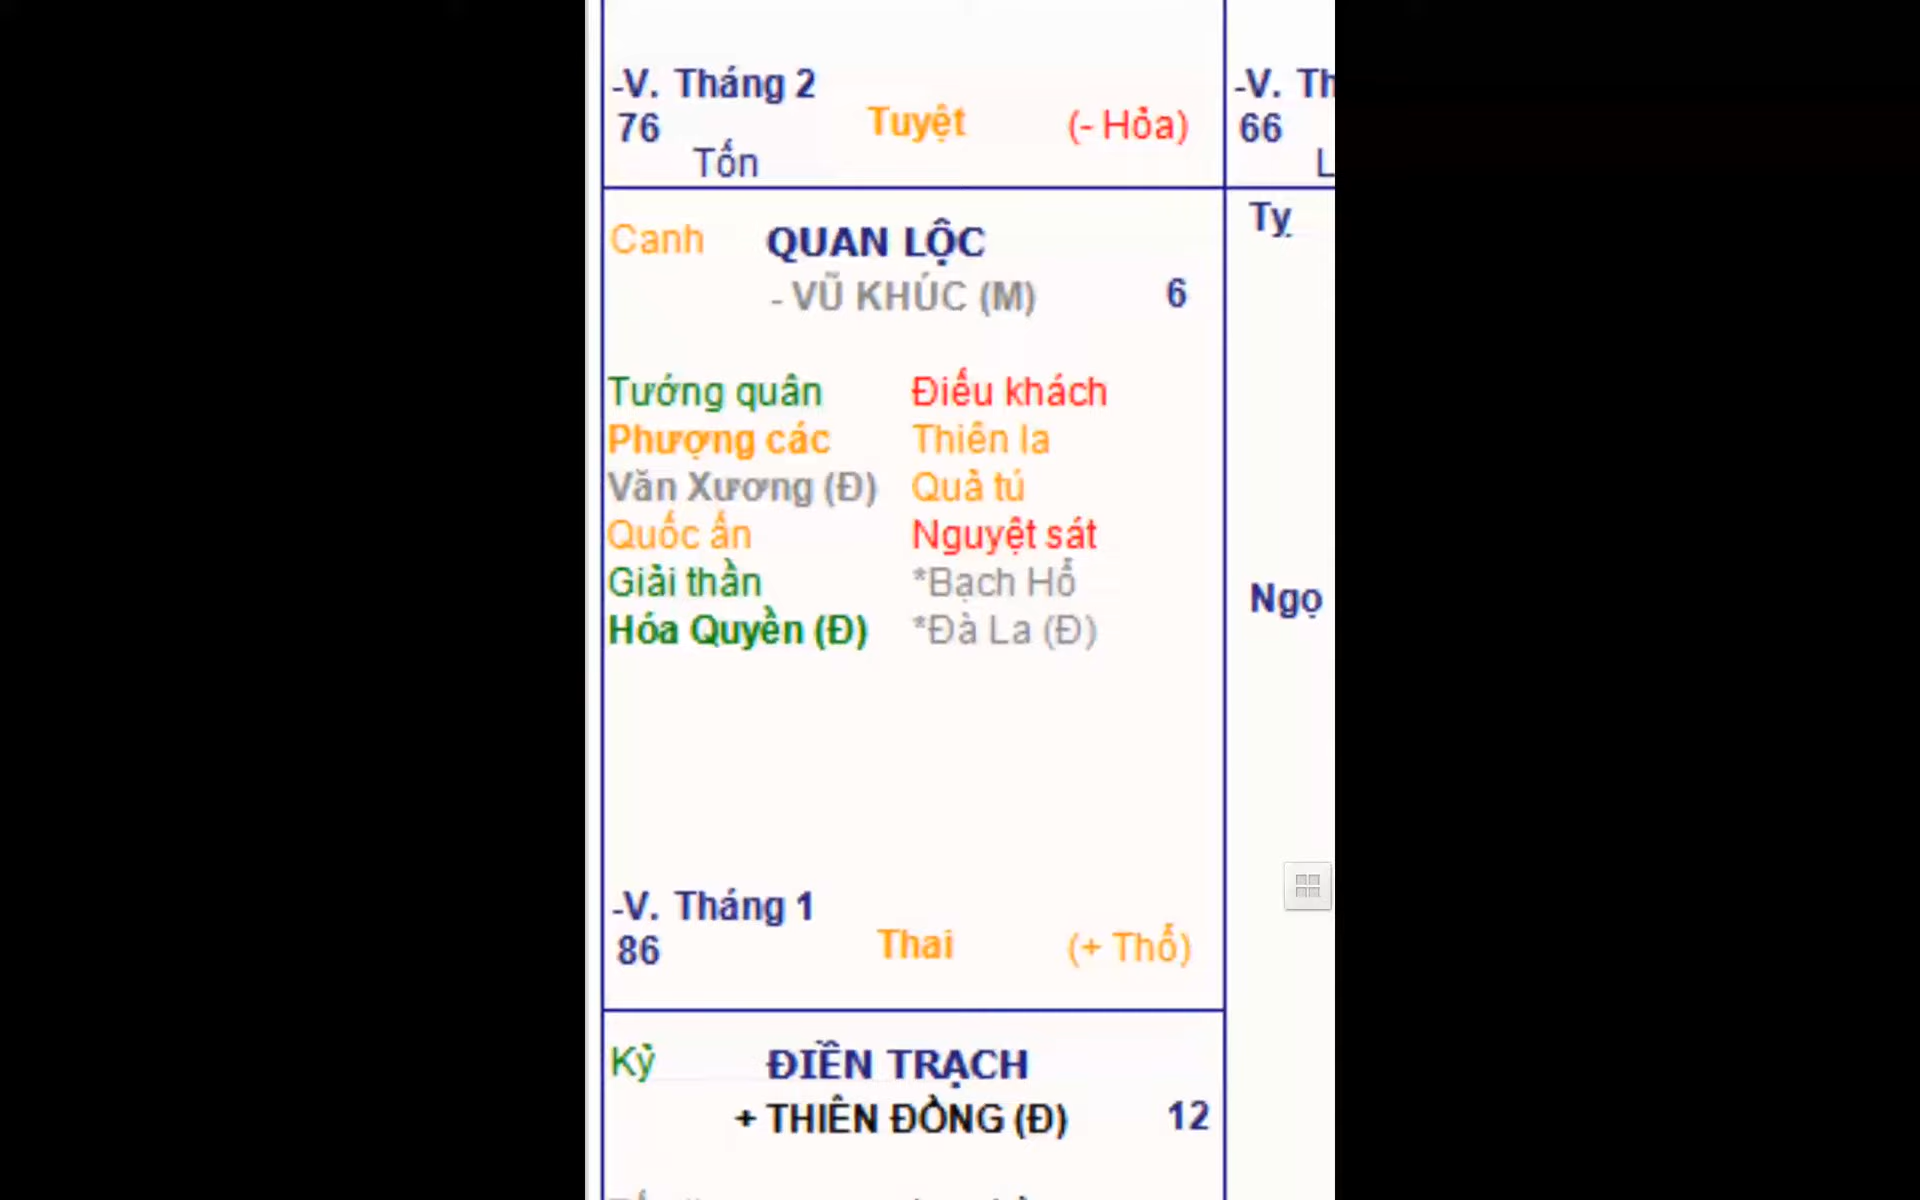 -V. Tháng 2
76
Tuyệt
(- Hỏa)
Tốn
-V.
66
Canh
QUAN LỘC
- VŨ KHÚC (M)
6
Tướng quân
Điếu khách
Phượng các
Thiên la
Văn Xương (Đ)
Quả tú
Quốc ấn
Nguyệt sát
Giải thần
*Bạch Hổ
Hóa Quyền (Đ)
*Đà La (Đ)
-V. Tháng 1
86
Thai
(+ Thổ)
Tỵ
Ngọ
Kỷ
ĐIỀN TRẠCH
+ THIÊN ĐỒNG (Đ)
12